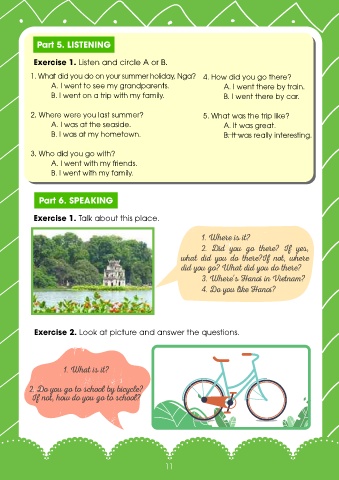 Part 5. LISTENING
Exercise 1. Listen and circle A or B.
1. What did you do on your summer holiday, Nga?
A. I went to see my grandparents.
B. I went on a trip with my family.
2. Where were you last summer?
A. I was at the seaside.
B. I was at my hometown.
3. Who did you go with?
A. I went with my friends.
B. I went with my family.
4. How did you go there?
A. I went there by train.
B. I went there by car.
5. What was the trip like?
A. It was great.
B. It was really interesting.
Part 6. SPEAKING
Exercise 1. Talk about this place.
1. Where is it?
2. Did you go there? If yes,
what did you do there?If not, where
did you go? What did you do there?
3. Where's Hanoi in Vietnam?
4. Do you like Hanoi?
Exercise 2. Look at picture and answer the questions.
1. What is it?
2. Do you go to school by bicycle?
If not, how do you go to school?
11